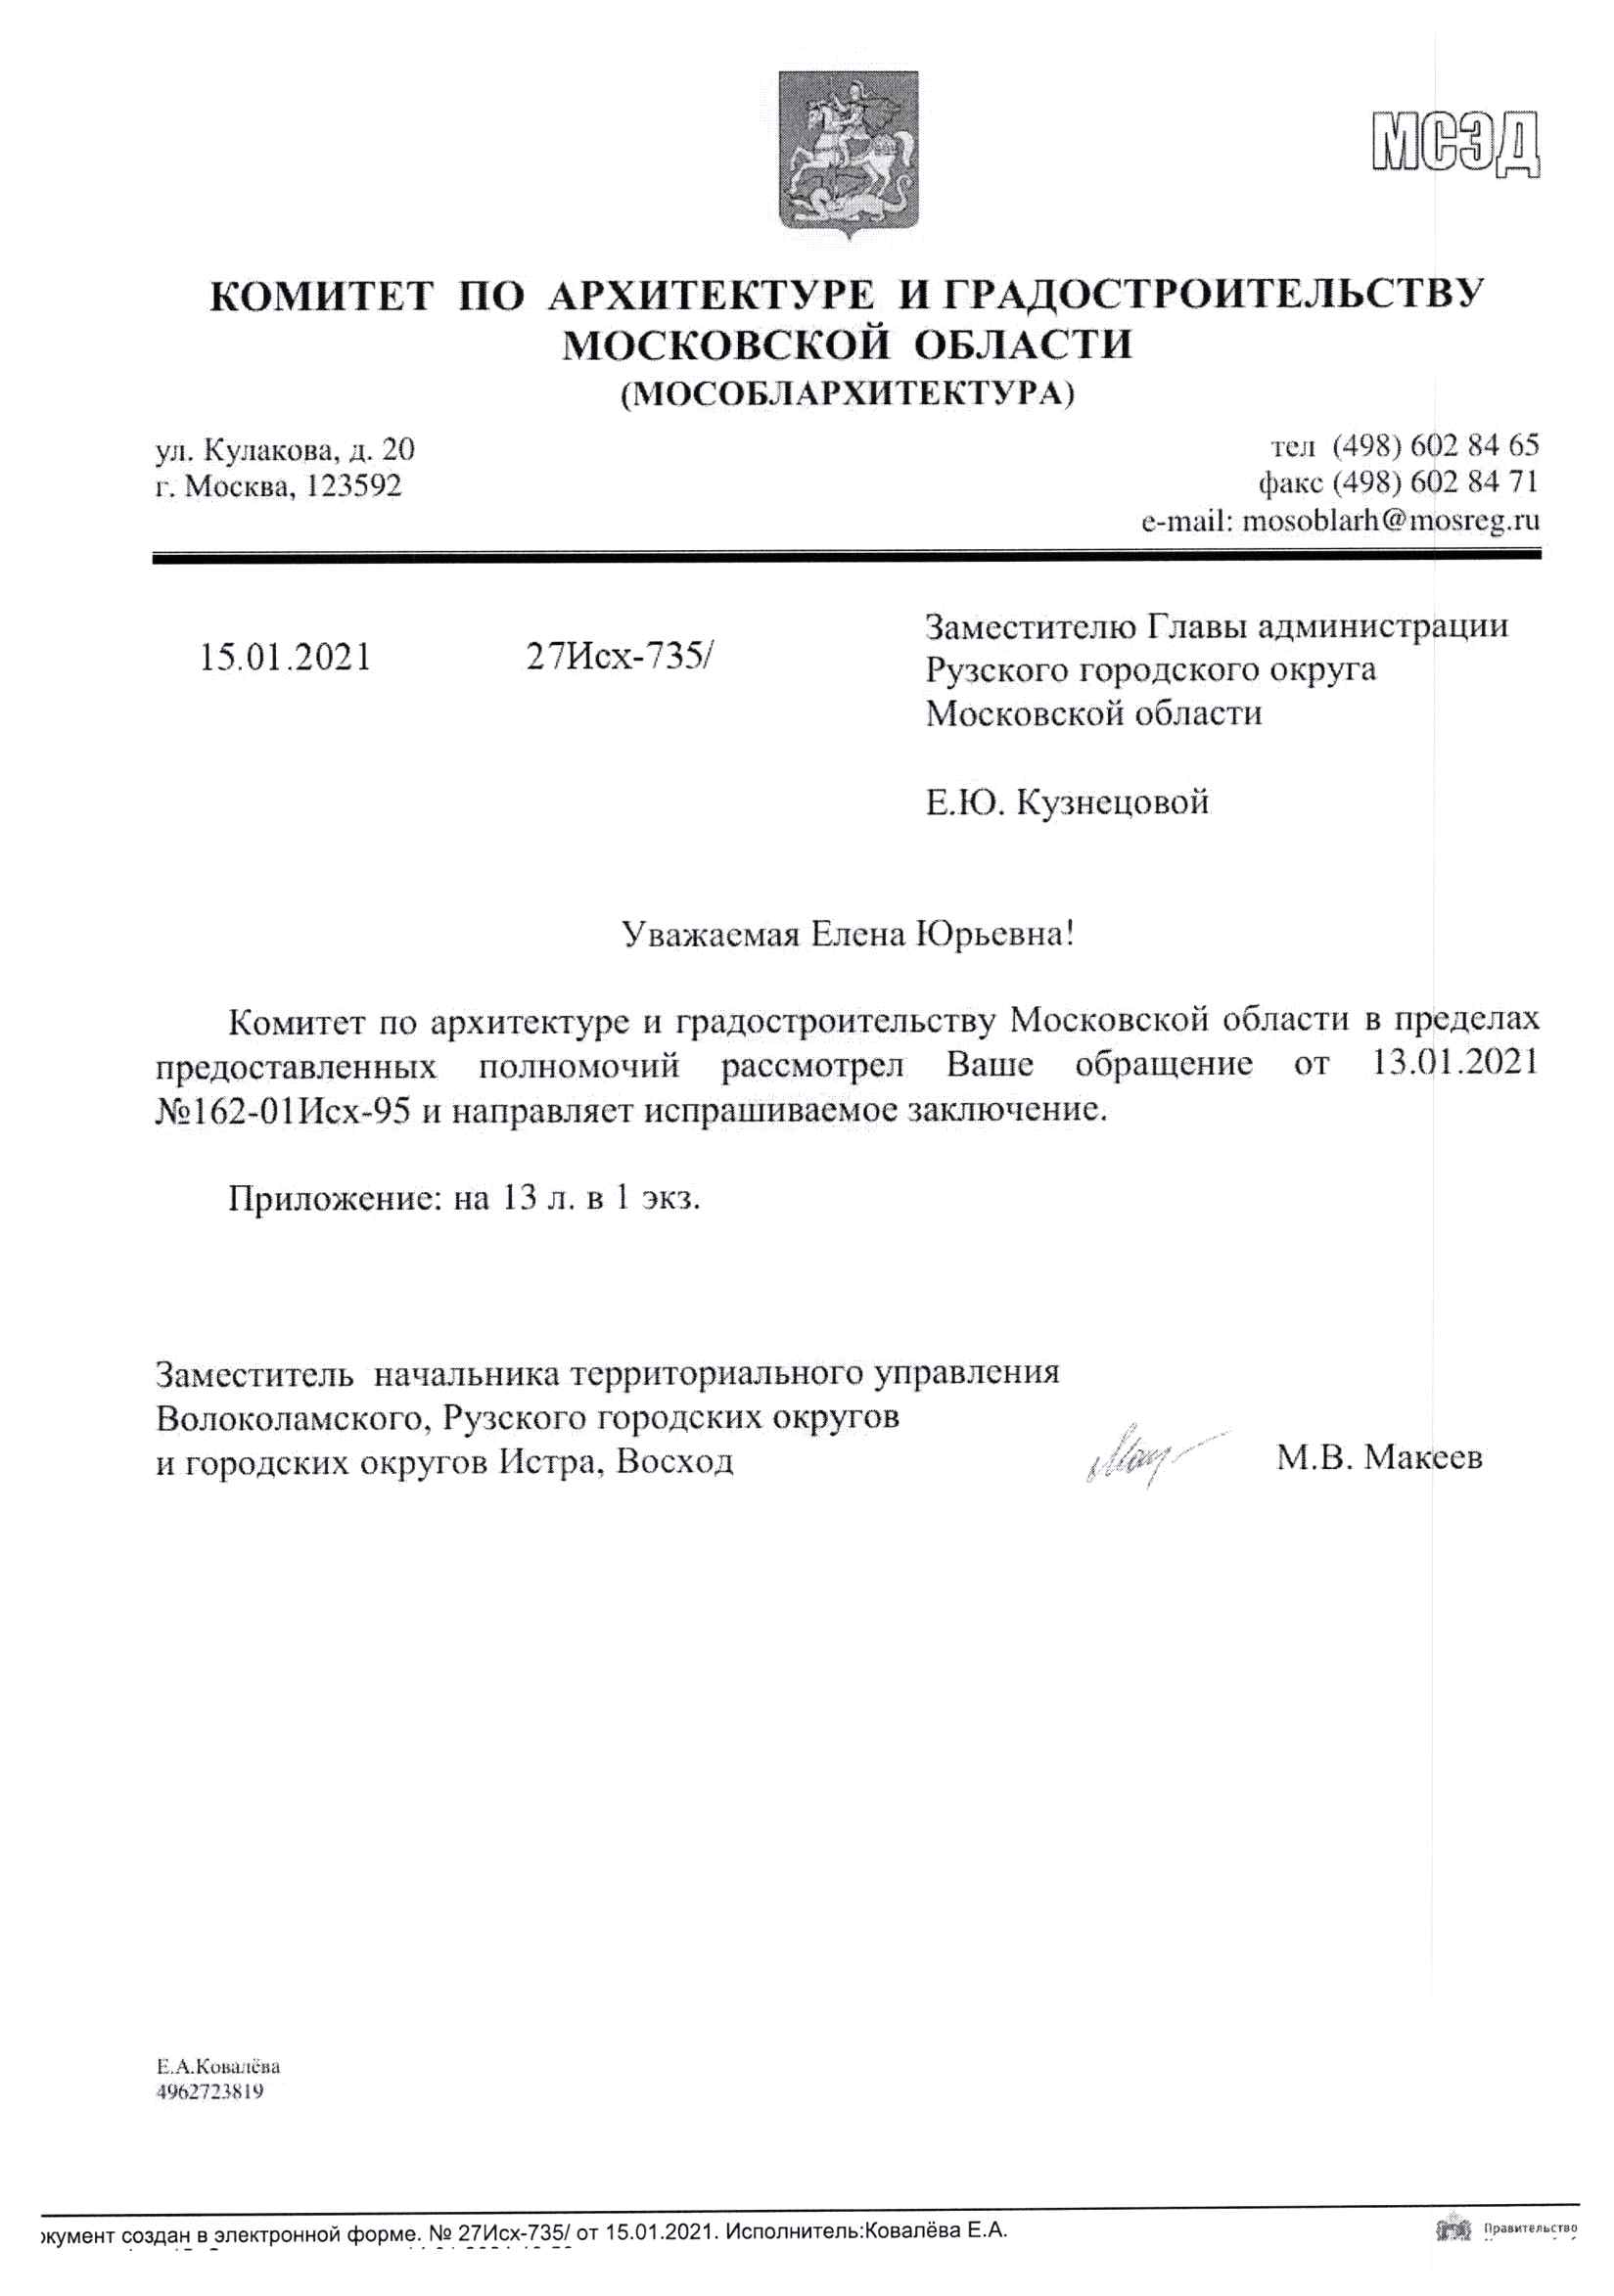 МСЭД
КОМИТЕТ ПО АРХИТЕКТУРЕ И ГРАДОСТРОИТЕЛЬСТВУ
МОСКОВСКОЙ ОБЛАСТИ
(МОСОБЛАРХИТЕКТУРА)
ул. Кулакова, д. 20
г. Москва, 123592
тел (498) 602 84 65
факс (498) 602 84 71
e-mail: mosoblarh@mosreg.ru
15.01.2021 27Исх-735/
Заместителю Главы администрации
Рузского городского округа
Московской области
Е.Ю. Кузнецовой
Уважаемая Елена Юрьевна!
Комитет по архитектуре и градостроительству Московской области в пределах
предоставленных полномочий рассмотрел Ваше обращение от 13.01.2021
№162-01Исх-95 и направляет испрашиваемое заключение.
Приложение: на 13 л. в 1 экз.
Заместитель начальника территориального управления
Волоколамского, Рузского городских округов
и городских округов Истра, Восход
М.В. Макеев
Е.А.Ковалёва
4962723819
окумент создан в электронной форме. № 27Исх-735/ от 15.01.2021. Исполнитель:Ковалёва Е.А.
Правительство